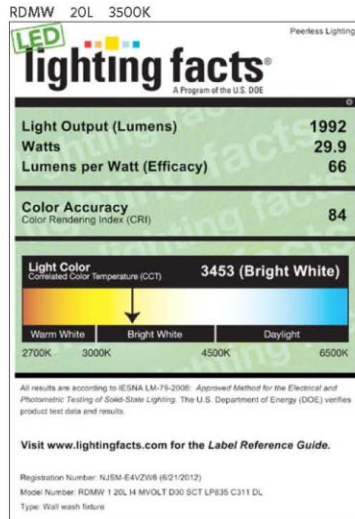 RDMW 20L 3500K
Peerless Lighting
LED
lighting facts®
A Program of the U.S. DOE
Light Output (Lumens) 1992
Watts 29.9
Lumens per Watt (Efficacy) 66
Color Accuracy
Color Rendering Index (CRI) 84
Light Color
Correlated Color Temperature (CCT) 3453 (Bright White)
Warm White Bright White Daylight
2700K 3000K 4500K 6500K
All results are according to IESNA LM-79-2008: Approved Method for the Electrical and
Photometric Testing of Solid-State Lighting. The U.S. Department of Energy (DOE) verifies
product test data and results.
Visit www.lightingfacts.com for the Label Reference Guide.
Registration Number: NJSM-E4VZW6 (6/21/2012)
Model Number: RDMW 1 20L I4 MVOLT D30 SCT LP835 C311 DL
Type: Wall wash fixture